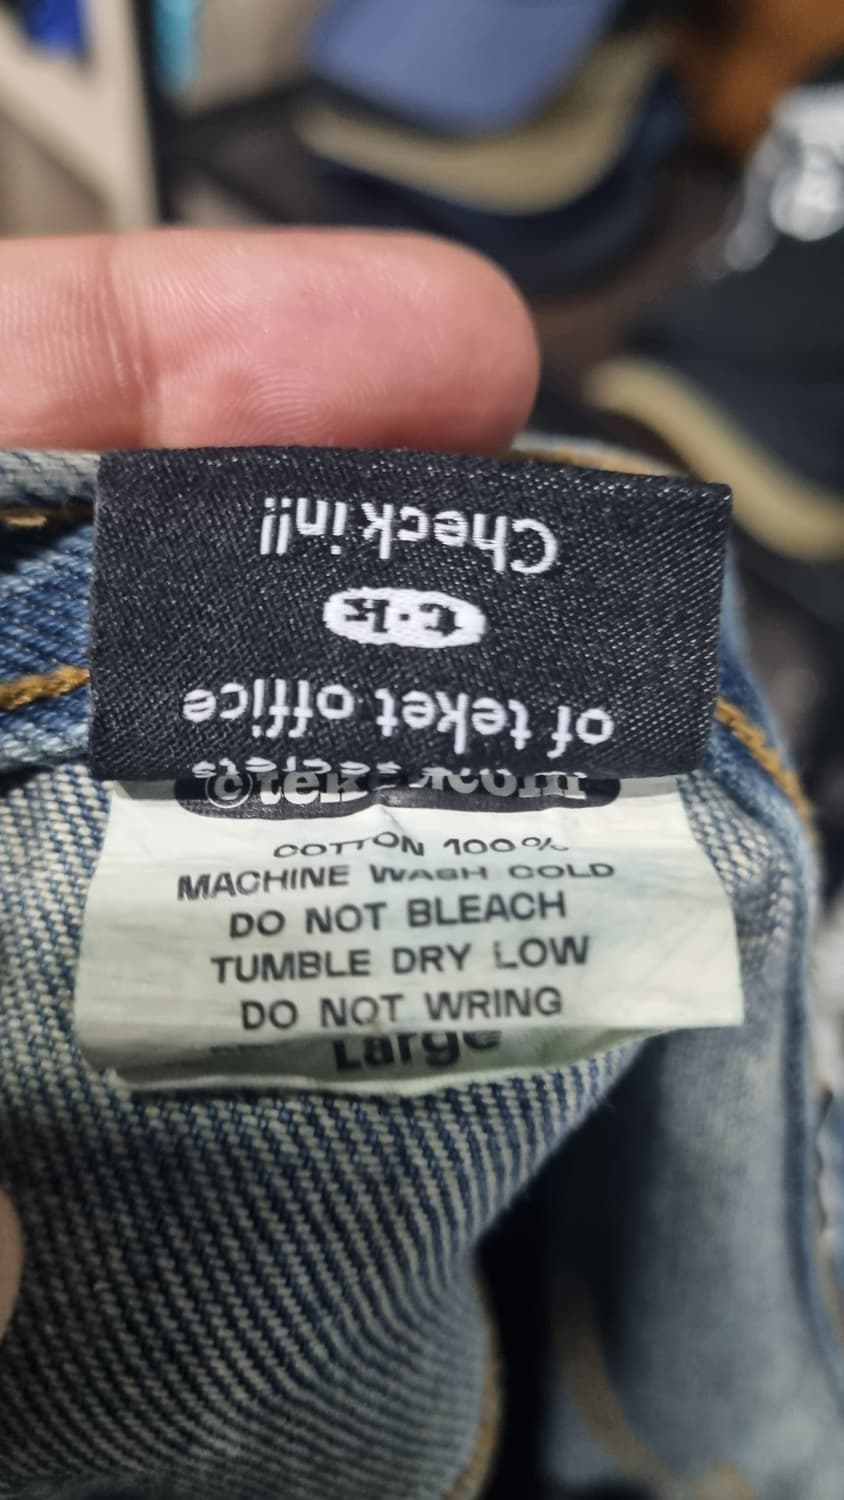 Check in!!
t.k
of teket office
COTTON 100%
MACHINE WASH COLD
DO NOT BLEACH
TUMBLE DRY LOW
DO NOT WRING
Large